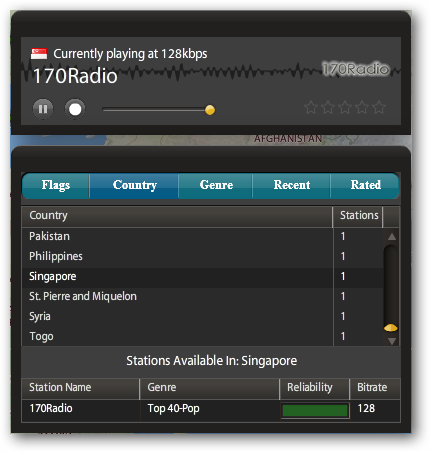 Currently playing at 128kbps
170Radio
170Radio
AFGHANISTAN
Flags Country Genre Recent Rated
Country Stations
Pakistan 1
Philippines 1
Singapore 1
St. Pierre and Miquelon 1
Syria 1
Togo 1
Stations Available In: Singapore
Station Name Genre Reliability Bitrate
170Radio Top 40-Pop 128